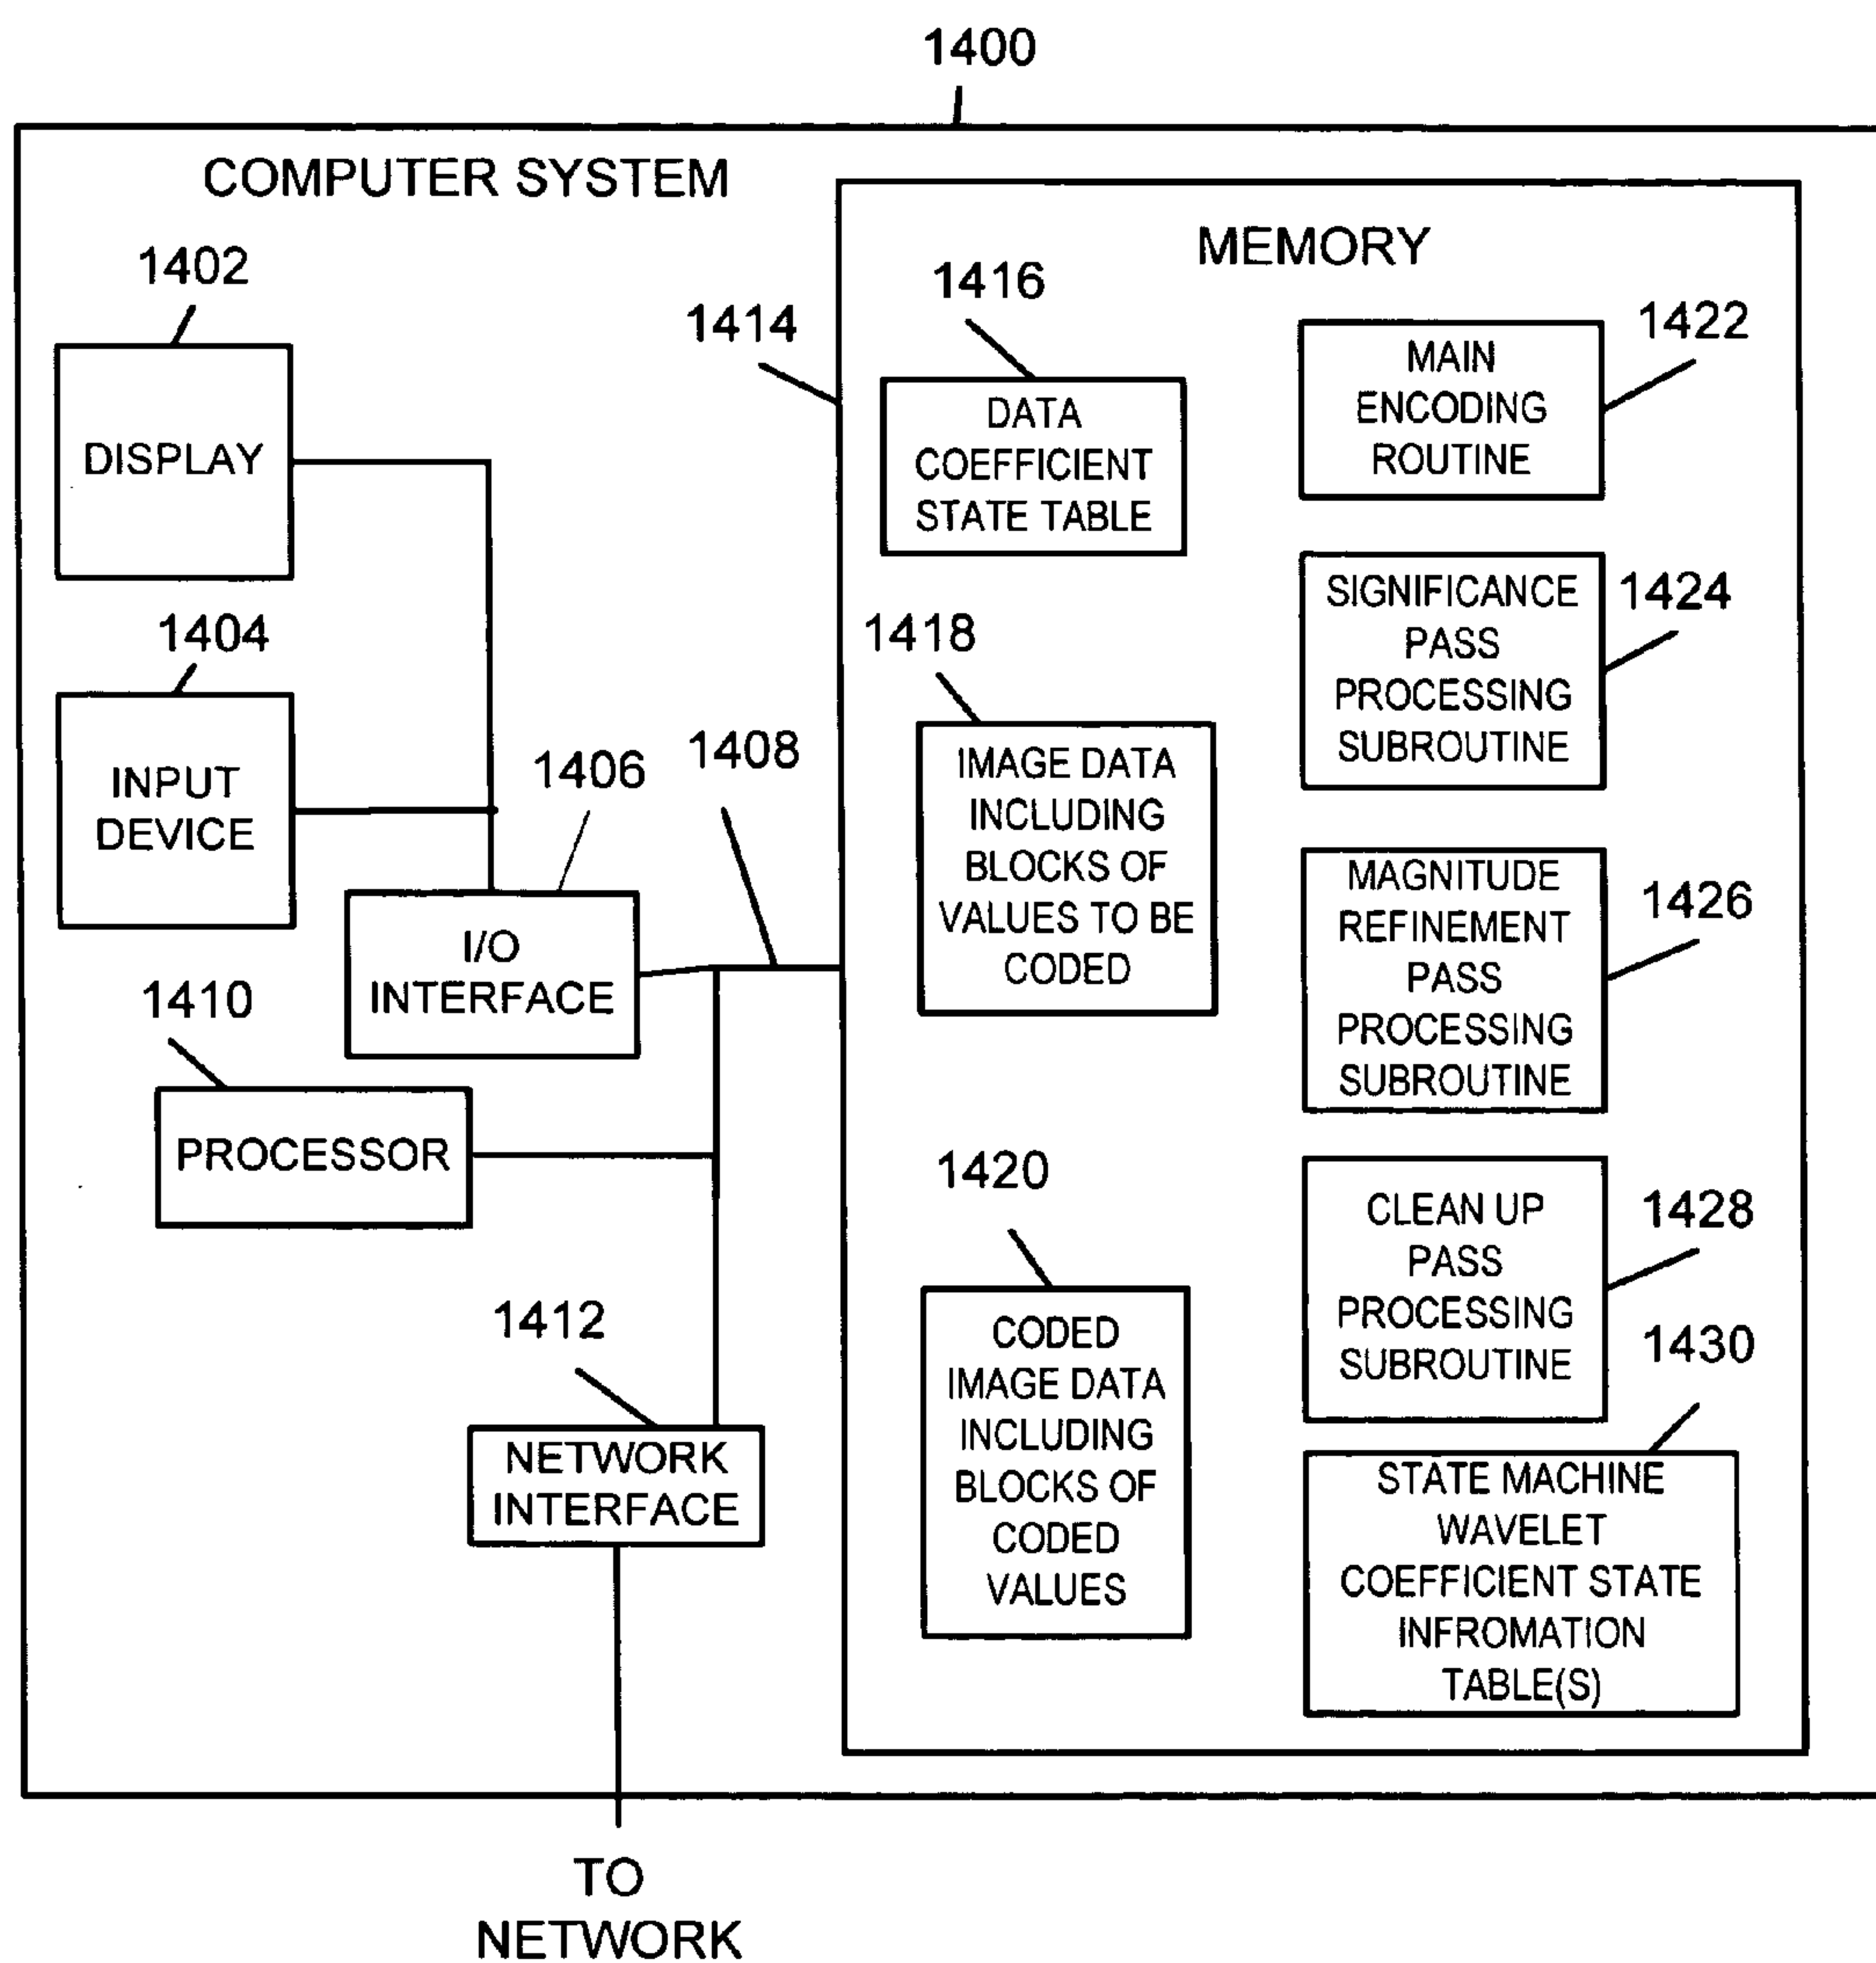 1400
COMPUTER SYSTEM
1402
DISPLAY
1404
INPUT
DEVICE
1406
I/O
INTERFACE
1408
1410
PROCESSOR
1412
NETWORK
INTERFACE
TO
NETWORK
1414
MEMORY
1416
DATA
COEFFICIENT
STATE TABLE
1418
IMAGE DATA
INCLUDING
BLOCKS OF
VALUES TO BE
CODED
1420
CODED
IMAGE DATA
INCLUDING
BLOCKS OF
CODED
VALUES
1422
MAIN
ENCODING
ROUTINE
1424
SIGNIFICANCE
PASS
PROCESSING
SUBROUTINE
1426
MAGNITUDE
REFINEMENT
PASS
PROCESSING
SUBROUTINE
1428
CLEAN UP
PASS
PROCESSING
SUBROUTINE
1430
STATE MACHINE
WAVELET
COEFFICIENT STATE
INFROMATION
TABLE(S)